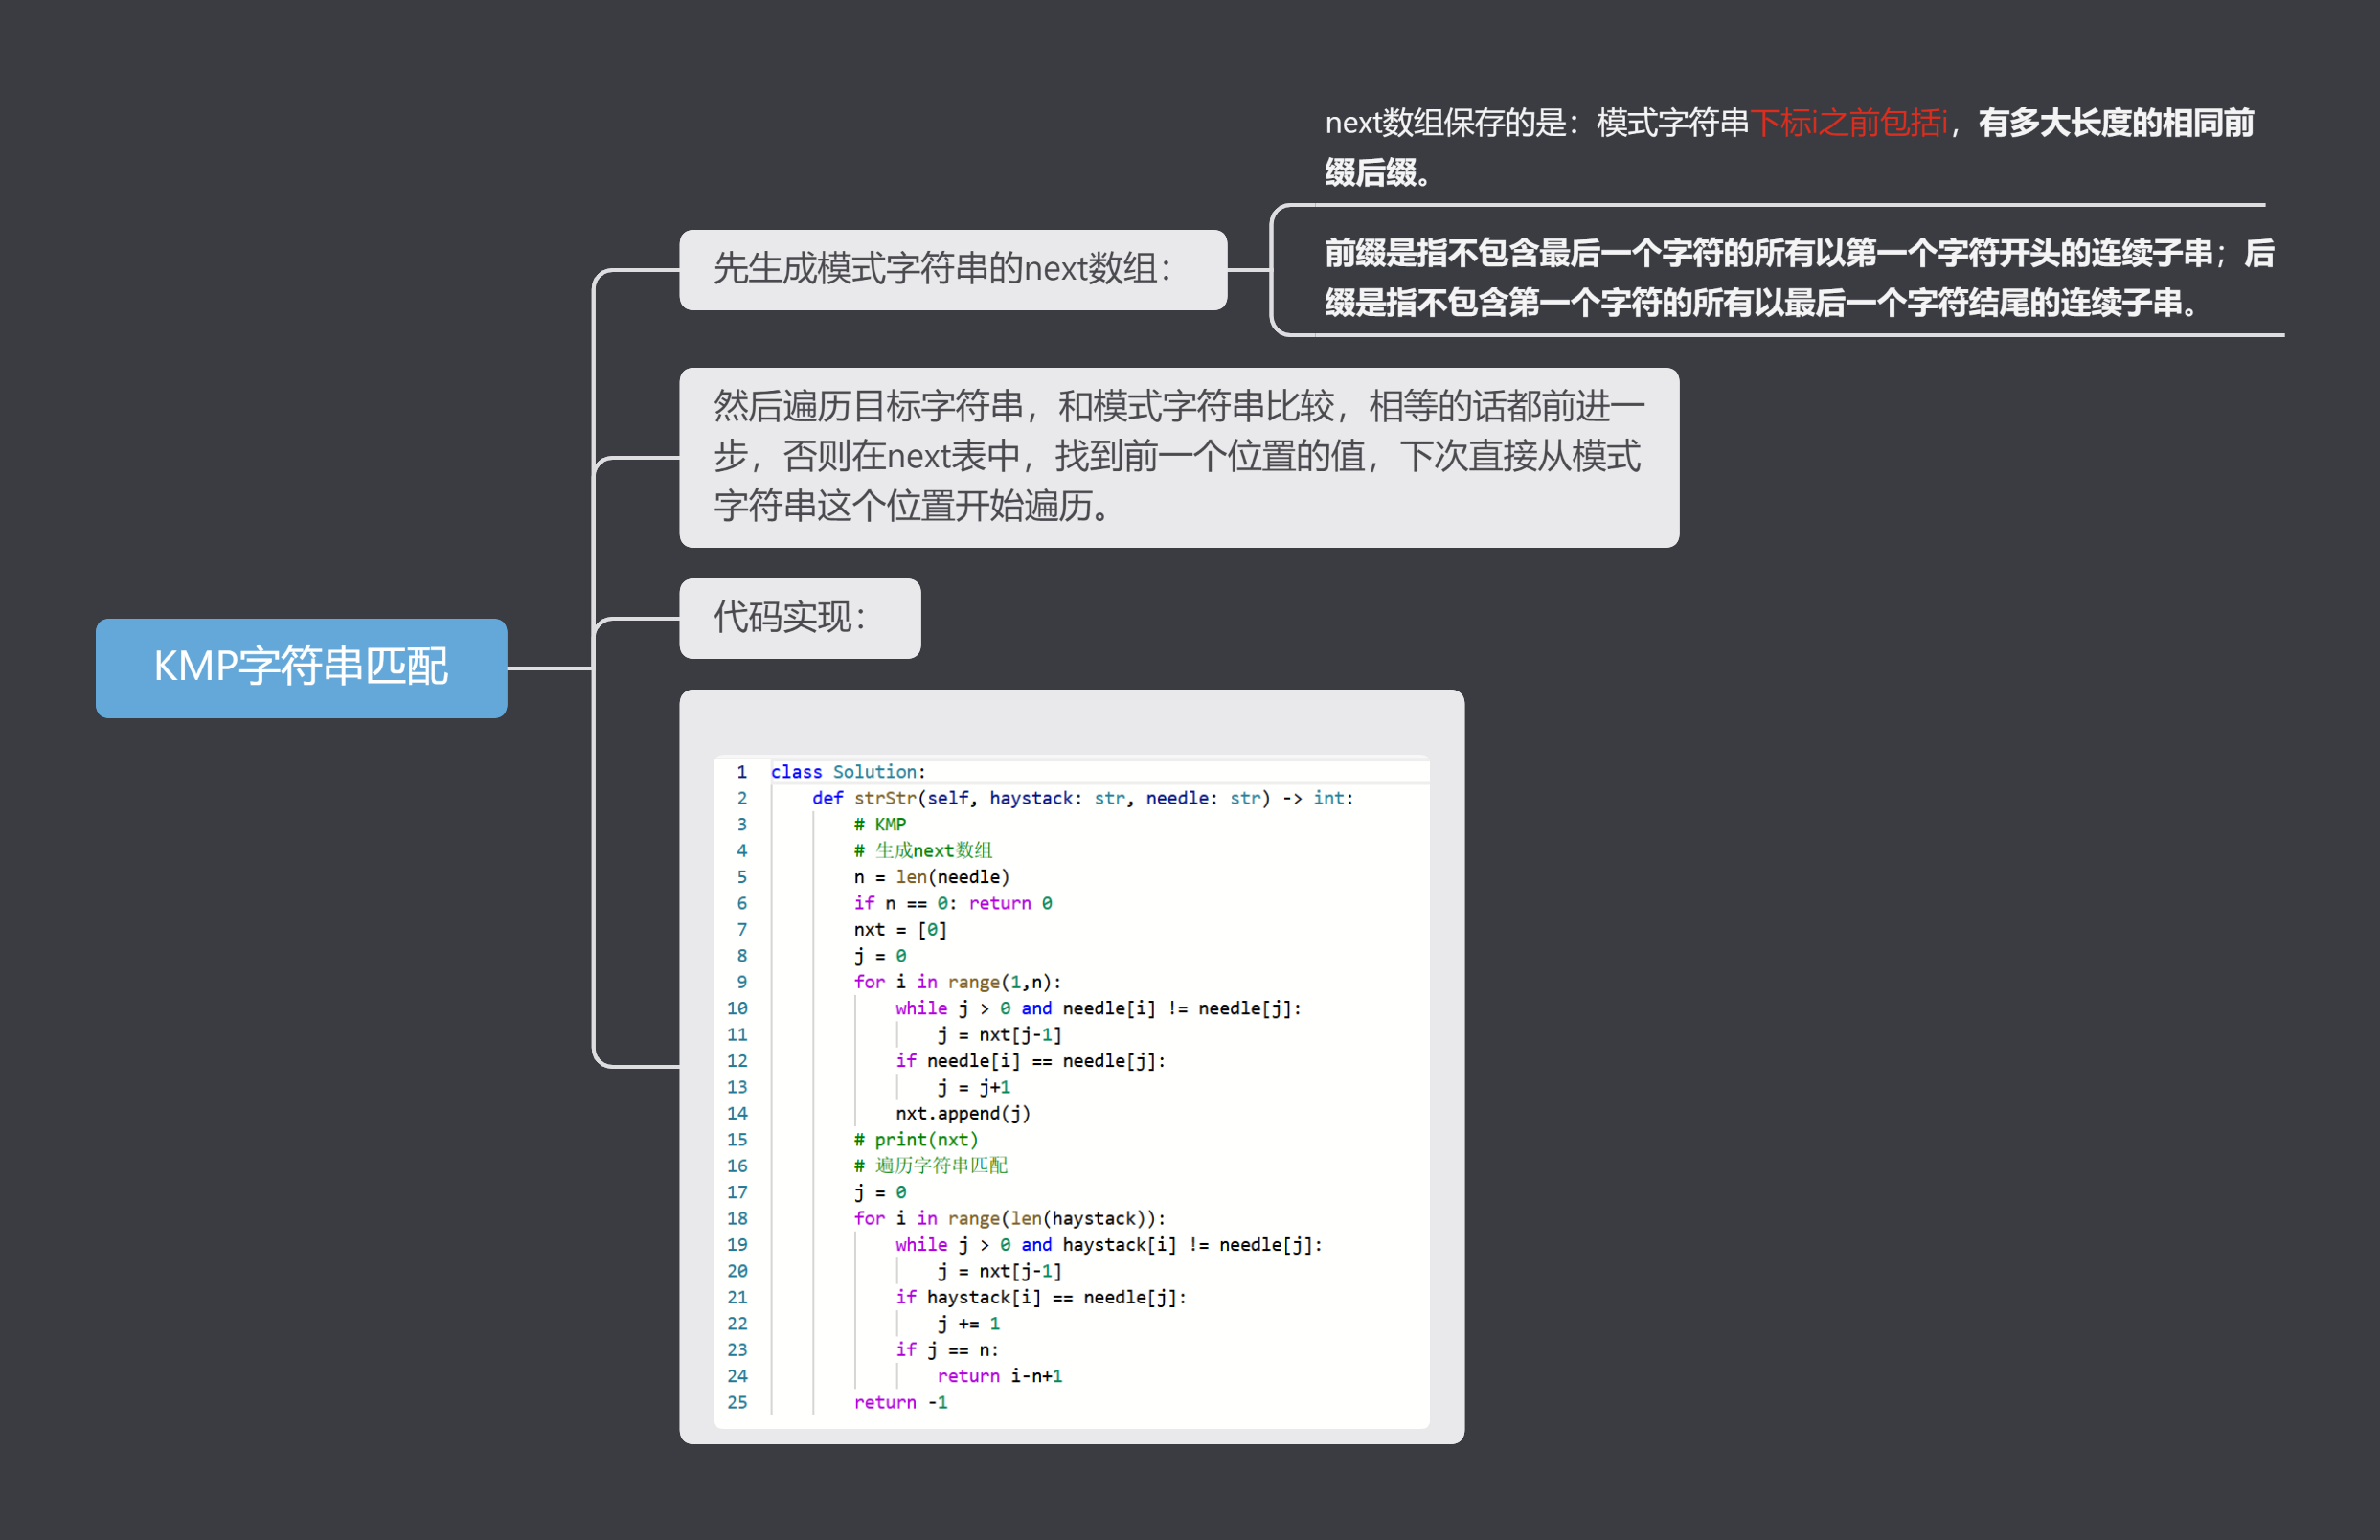 next数组保存的是：模式字符串下标i之前包括i，有多大长度的相同前
缀后缀。
先生成模式字符串的next数组：
前缀是指不包含最后一个字符的所有以第一个字符开头的连续子串；后
缀是指不包含第一个字符的所有以最后一个字符结尾的连续子串。
然后遍历目标字符串，和模式字符串比较，相等的话都前进一
步，否则在next表中，找到前一个位置的值，下次直接从模式
字符串这个位置开始遍历。
代码实现：
KMP字符串匹配
1 class Solution:
2     def strStr(self, haystack: str, needle: str) -> int:
3         # KMP
4         # 生成next数组
5         n = len(needle)
6         if n == 0: return 0
7         nxt = [0]
8         j = 0
9         for i in range(1,n):
10             while j > 0 and needle[i] != needle[j]:
11                 j = nxt[j-1]
12             if needle[i] == needle[j]:
13                 j = j+1
14             nxt.append(j)
15         # print(nxt)
16         # 遍历字符串匹配
17         j = 0
18         for i in range(len(haystack)):
19             while j > 0 and haystack[i] != needle[j]:
20                 j = nxt[j-1]
21             if haystack[i] == needle[j]:
22                 j += 1
23             if j == n:
24                 return i-n+1
25         return -1